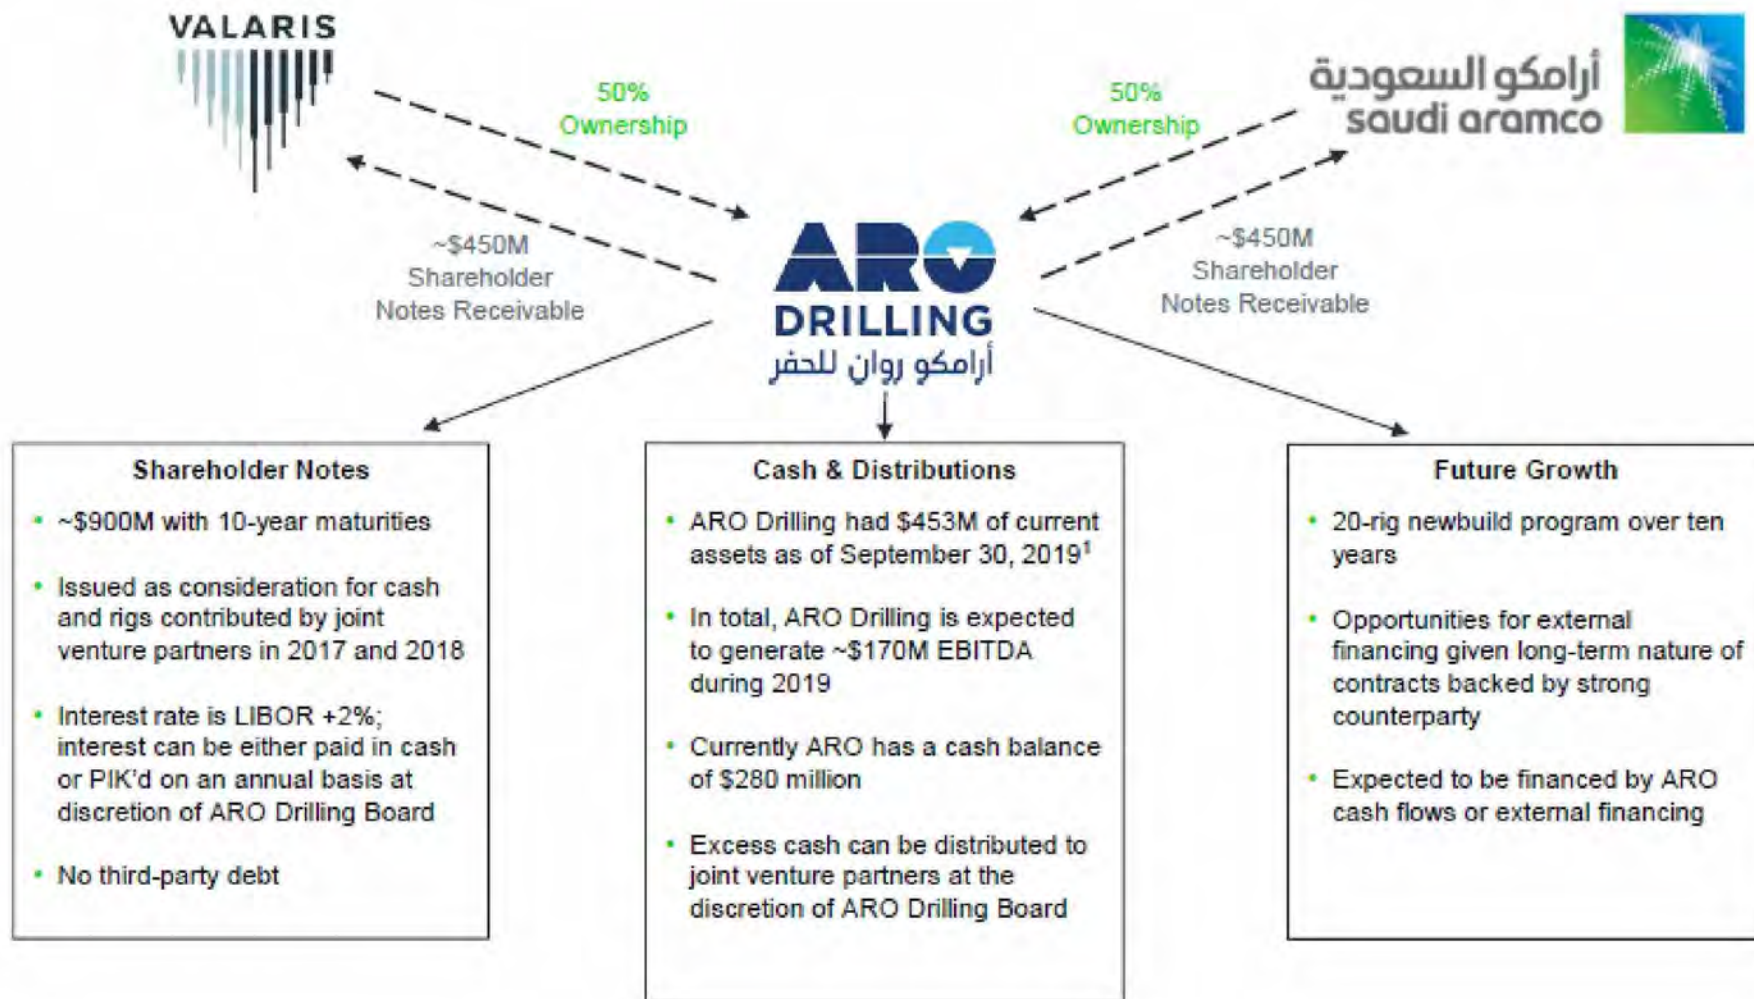 VALARIS
50%
Ownership
50%
Ownership
أرامكو السعودية
saudi aramco
~$450M
Shareholder
Notes Receivable
~$450M
Shareholder
Notes Receivable
ARO
DRILLING
أرامكو روان للحفر
Shareholder Notes
• ~$900M with 10-year maturities
• Issued as consideration for cash
and rigs contributed by joint
venture partners in 2017 and 2018
• Interest rate is LIBOR +2%;
interest can be either paid in cash
or PIK'd on an annual basis at
discretion of ARO Drilling Board
• No third-party debt
Cash & Distributions
• ARO Drilling had $453M of current
assets as of September 30, 2019¹
• In total, ARO Drilling is expected
to generate ~$170M EBITDA
during 2019
• Currently ARO has a cash balance
of $280 million
• Excess cash can be distributed to
joint venture partners at the
discretion of ARO Drilling Board
Future Growth
• 20-rig newbuild program over ten
years
• Opportunities for external
financing given long-term nature of
contracts backed by strong
counterparty
• Expected to be financed by ARO
cash flows or external financing